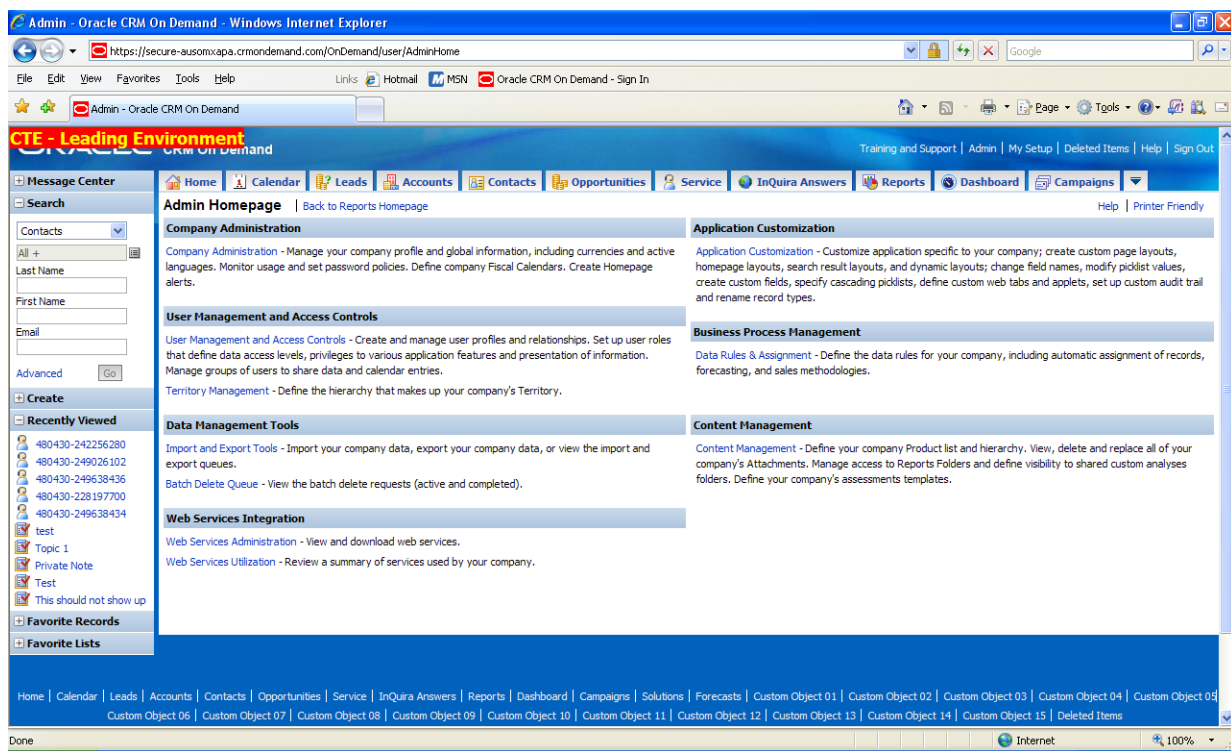 Admin - Oracle CRM On Demand - Windows Internet Explorer
https://secure-ausomxapa.crmondemand.com/OnDemand/user/AdminHome
Google
File Edit View Favorites Tools Help
Links Hotmail MSN Oracle CRM On Demand - Sign In
Admin - Oracle CRM On Demand
Page Tools
CTE - Leading Environment
ORACLE CRM On Demand
Training and Support | Admin | My Setup | Deleted Items | Help | Sign Out
Message Center
Home Calendar Leads Accounts Contacts Opportunities Service InQuira Answers Reports Dashboard Campaigns
Search
Contacts
All +
Last Name
First Name
Email
Advanced Go
Create
Recently Viewed
480430-242256280
480430-249026102
480430-249638436
480430-228197700
480430-249638434
test
Topic 1
Private Note
Test
This should not show up
Favorite Records
Favorite Lists
Admin Homepage | Back to Reports Homepage
Help | Printer Friendly
Company Administration
Company Administration - Manage your company profile and global information, including currencies and active
languages. Monitor usage and set password policies. Define company Fiscal Calendars. Create Homepage
alerts.
User Management and Access Controls
User Management and Access Controls - Create and manage user profiles and relationships. Set up user roles
that define data access levels, privileges to various application features and presentation of information.
Manage groups of users to share data and calendar entries.
Territory Management - Define the hierarchy that makes up your company's Territory.
Data Management Tools
Import and Export Tools - Import your company data, export your company data, or view the import and
export queues.
Batch Delete Queue - View the batch delete requests (active and completed).
Web Services Integration
Web Services Administration - View and download web services.
Web Services Utilization - Review a summary of services used by your company.
Application Customization
Application Customization - Customize application specific to your company; create custom page layouts,
homepage layouts, search result layouts, and dynamic layouts; change field names, modify picklist values,
create custom fields, specify cascading picklists, define custom web tabs and applets, set up custom audit trail
and rename record types.
Business Process Management
Data Rules & Assignment - Define the data rules for your company, including automatic assignment of records,
forecasting, and sales methodologies.
Content Management
Content Management - Define your company Product list and hierarchy. View, delete and replace all of your
company's Attachments. Manage access to Reports Folders and define visibility to shared custom analyses
folders. Define your company's assessments templates.
Home | Calendar | Leads | Accounts | Contacts | Opportunities | Service | InQuira Answers | Reports | Dashboard | Campaigns | Solutions | Forecasts | Custom Object 01 | Custom Object 02 | Custom Object 03 | Custom Object 04 | Custom Object 05
Custom Object 06 | Custom Object 07 | Custom Object 08 | Custom Object 09 | Custom Object 10 | Custom Object 11 | Custom Object 12 | Custom Object 13 | Custom Object 14 | Custom Object 15 | Deleted Items
Done
Internet
100%